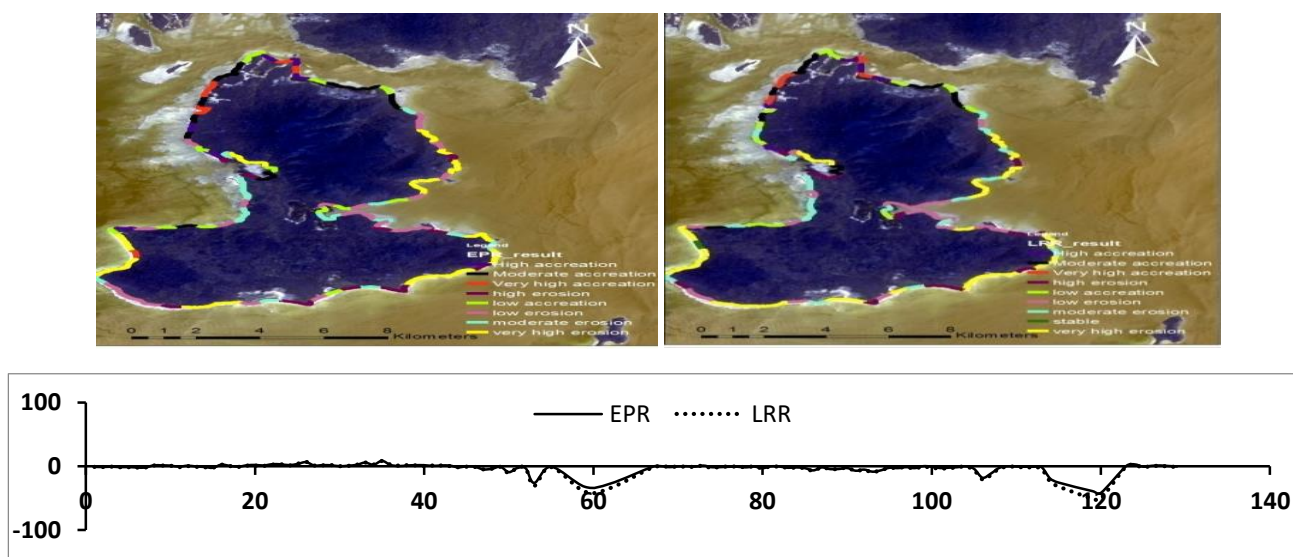 N
Legend
EPR_result
High accreation
Moderate accreation
Very high accreation
high erosion
low accreation
low erosion
moderate erosion
very high erosion
0 1 2 4 6 8
Kilometers
N
Legend
LRR_result
High accreation
Moderate accreation
Very high accreation
high erosion
low accreation
low erosion
moderate erosion
stable
very high erosion
0 1 2 4 6 8
Kilometers
100
EPR LRR
0
0 20 40 60 80 100 120 140
-100